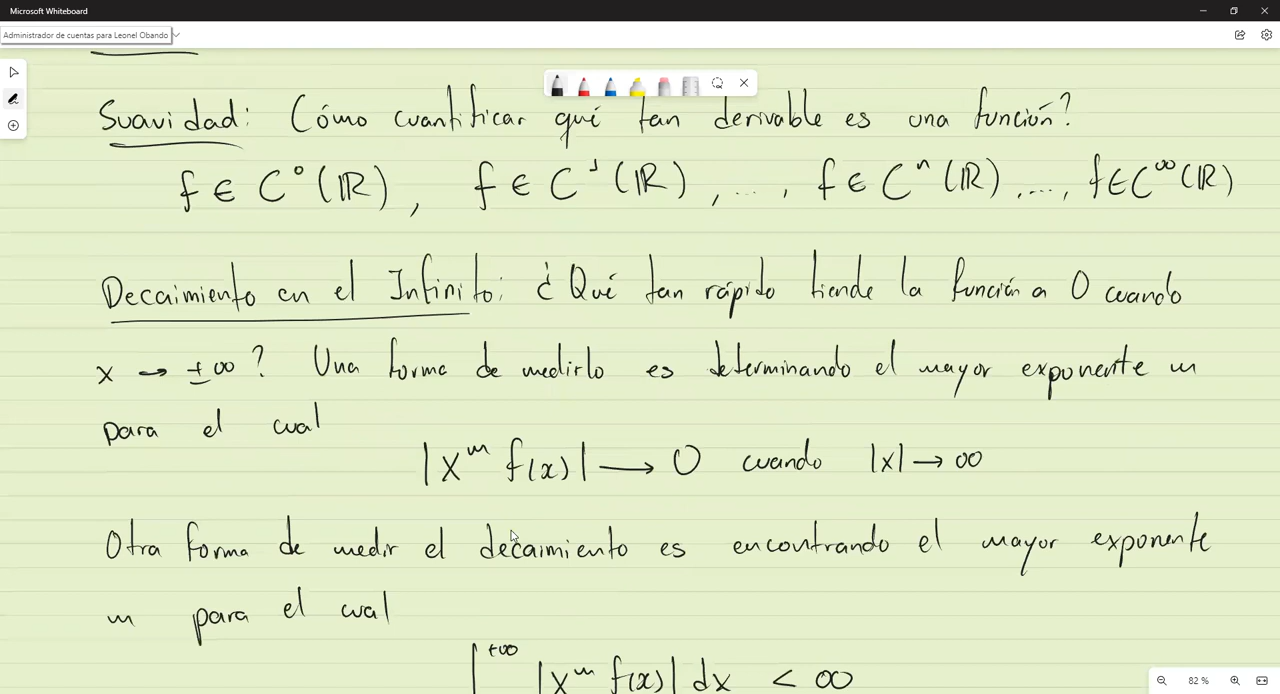 Microsoft Whiteboard
Administrador de cuentas para Leonel Obando
Suavidad: Cómo cuantificar qué tan derivable es una función?
f ∈ C⁰(ℝ), f ∈ C¹(ℝ), ..., f ∈ Cⁿ(ℝ), ..., f ∈ C^∞(ℝ)
Decaimiento en el Infinito: ¿Qué tan rápido tiende la función a 0 cuando
x → ±∞? Una forma de medirlo es determinando el mayor exponente m
para el cual
|x^m f(x)| → 0 cuando |x| → ∞
Otra forma de medir el decaimiento es encontrando el mayor exponente
m para el cual
∫^{+∞} |x^m f(x)| dx < ∞
82 %